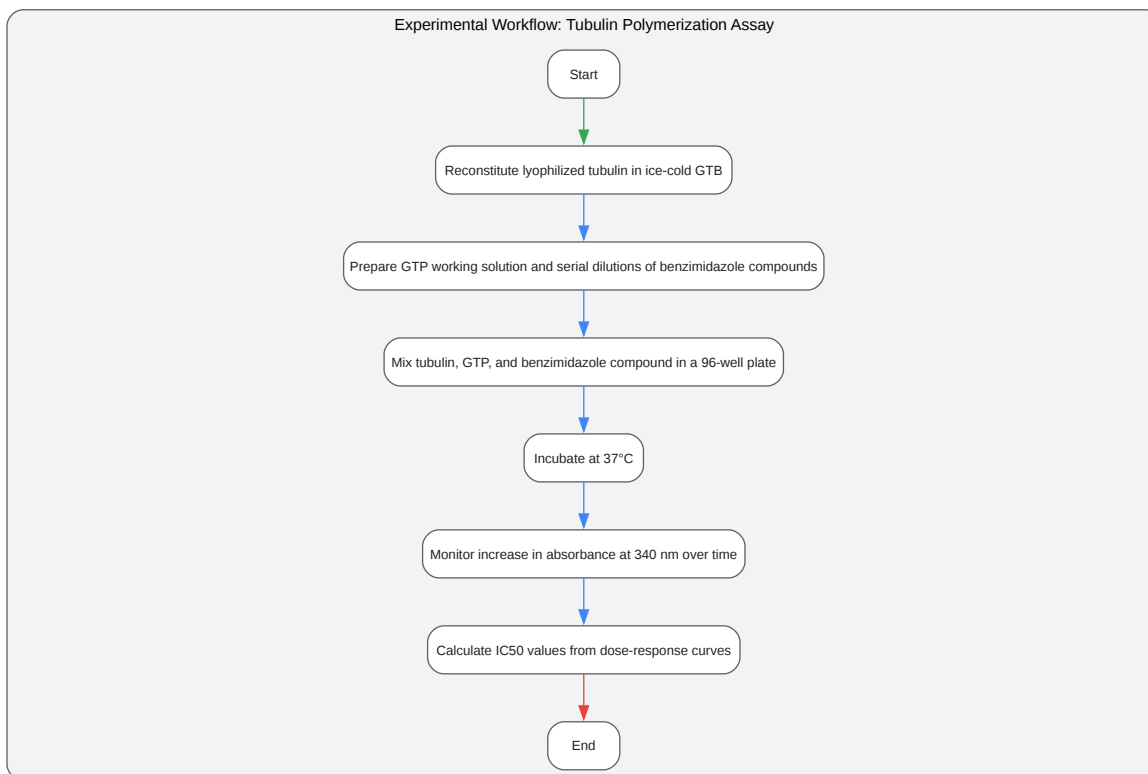 Experimental Workflow: Tubulin Polymerization Assay
Start
Reconstitute lyophilized tubulin in ice-cold GTB
Prepare GTP working solution and serial dilutions of benzimidazole compounds
Mix tubulin, GTP, and benzimidazole compound in a 96-well plate
Incubate at 37°C
Monitor increase in absorbance at 340 nm over time
Calculate IC50 values from dose-response curves
End